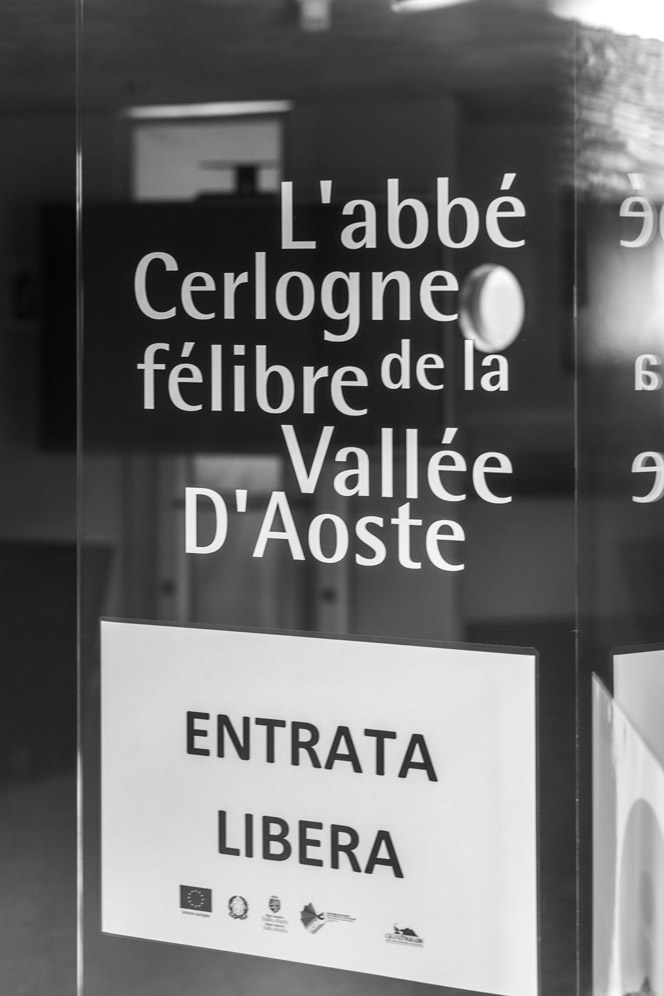 L'abbé
Cerlogne
félibre de la
Vallée
D'Aoste
ENTRATA
LIBERA